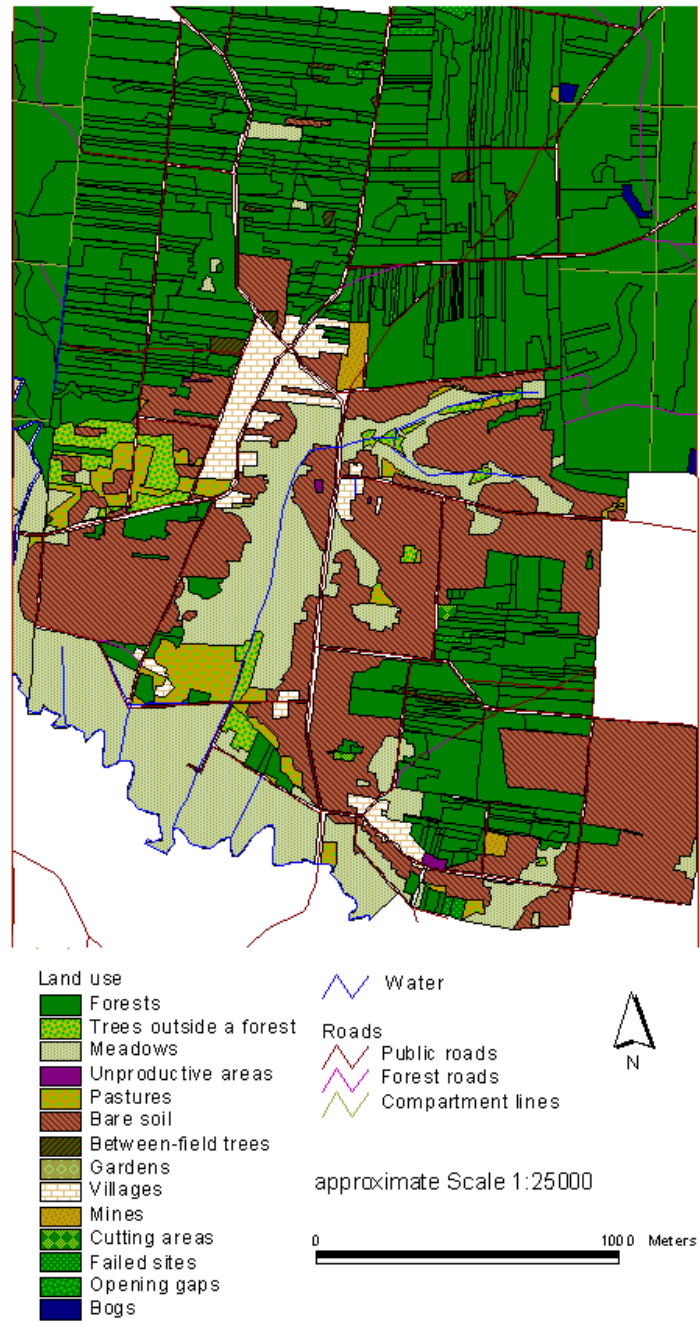 Land use
Forests
Trees outside a forest
Meadows
Unproductive areas
Pastures
Bare soil
Between-field trees
Gardens
Villages
Mines
Cutting areas
Failed sites
Opening gaps
Bogs
Water
Roads
Public roads
Forest roads
Compartment lines
N
approximate Scale 1:25000
0 1000 Meters